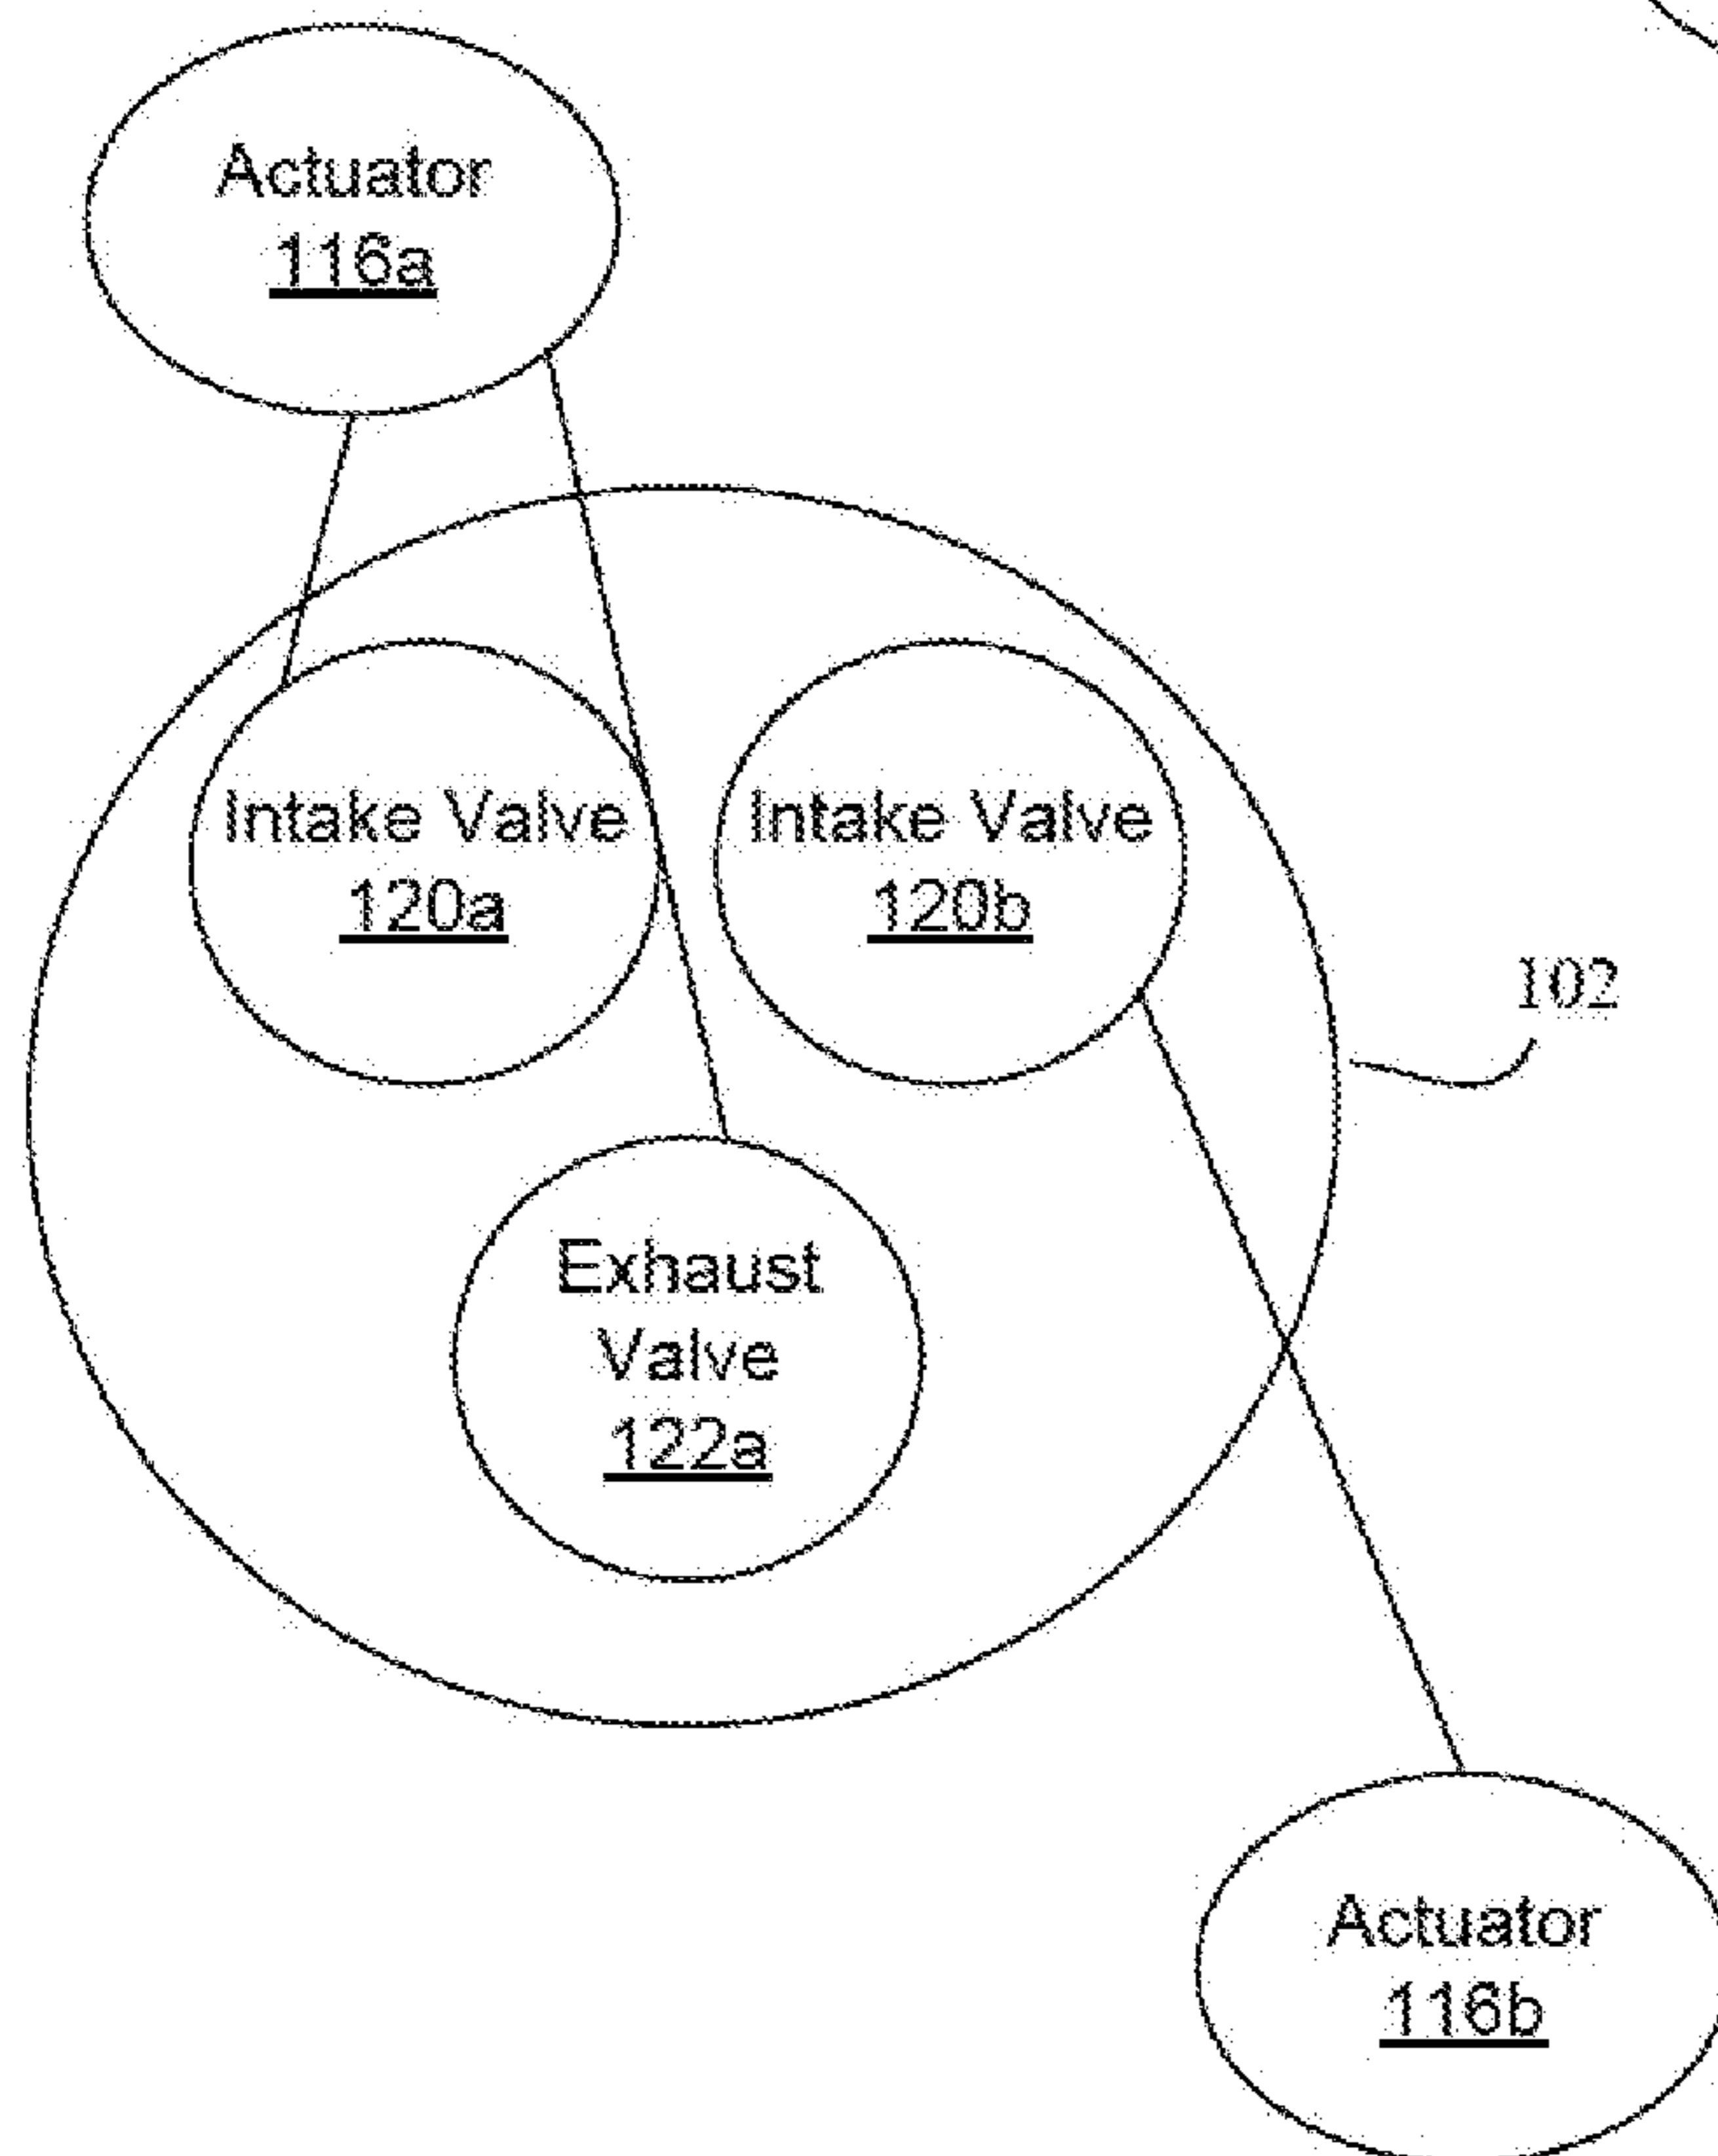 Actuator
116a
Intake Valve
120a
Intake Valve
120b
102
Exhaust
Valve
122a
Actuator
116b